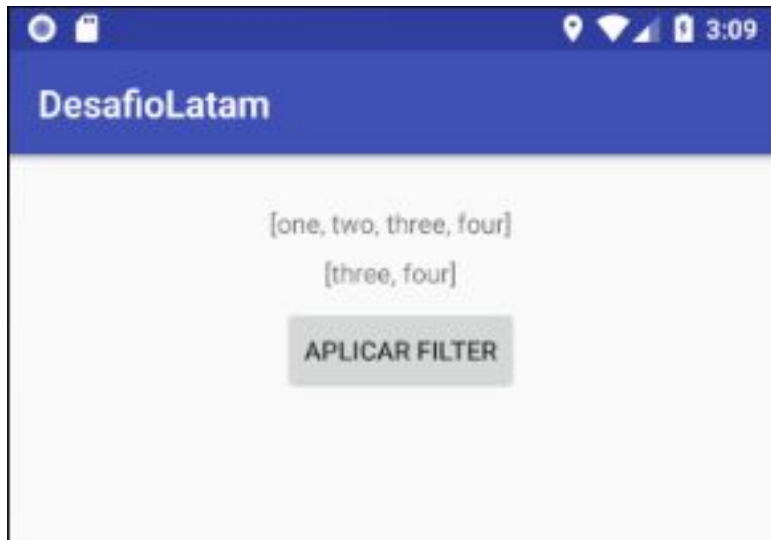 3:09
DesafioLatam
[one, two, three, four]
[three, four]
APLICAR FILTER